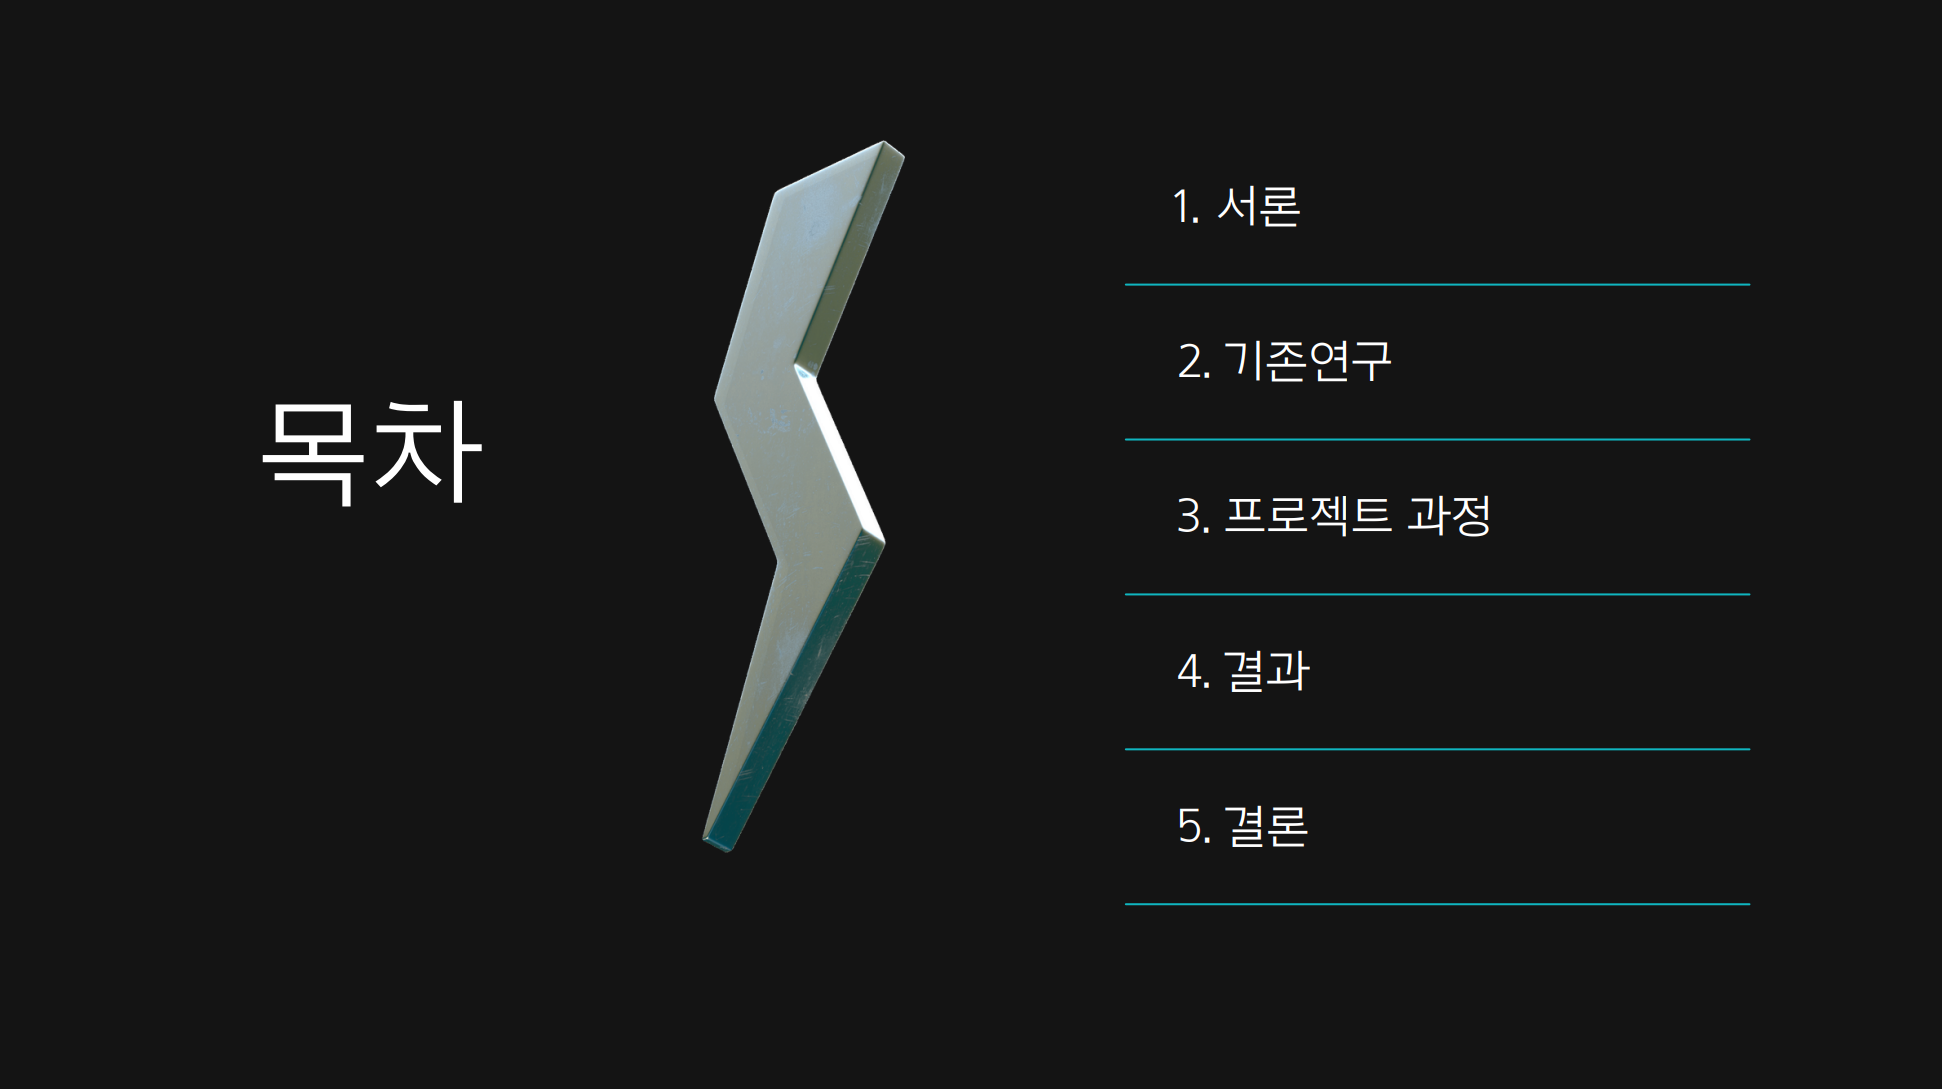 목차
1. 서론
2. 기존연구
3. 프로젝트 과정
4. 결과
5. 결론